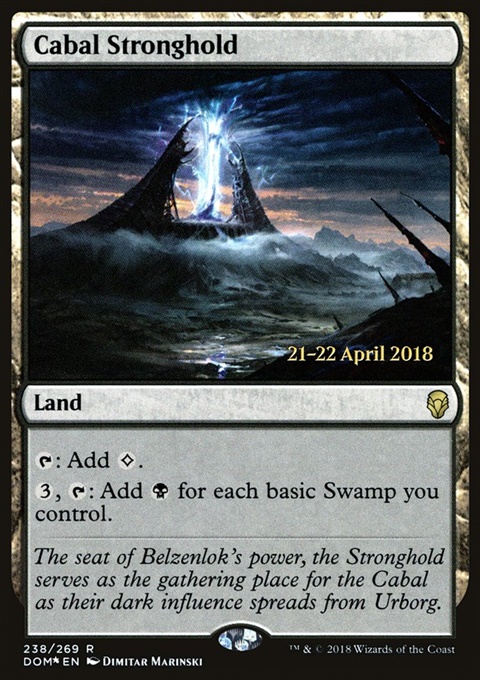 Cabal Stronghold
21–22 April 2018
Land
: Add .
3, : Add for each basic Swamp you
control.
The seat of Belzenlok's power, the Stronghold
serves as the gathering place for the Cabal
as their dark influence spreads from Urborg.
238/269 R
DOM★EN Dimitar Marinski
™ & © 2018 Wizards of the Coast